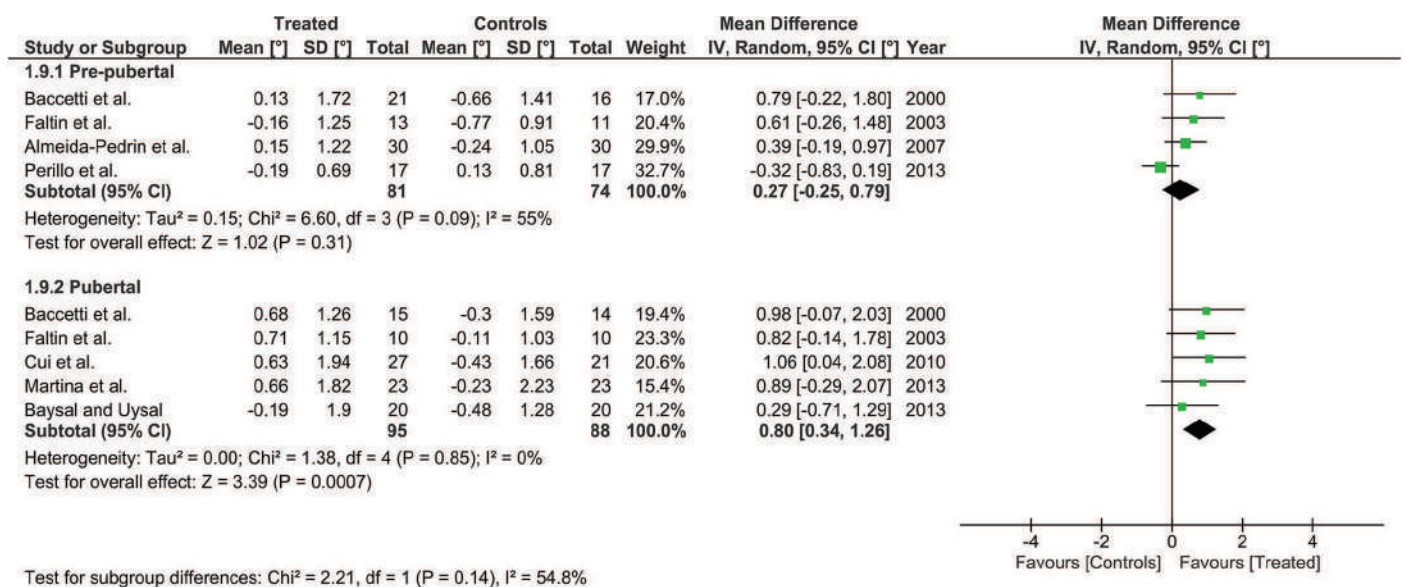 Treated Controls Mean Difference Mean Difference
Study or Subgroup Mean [°] SD [°] Total Mean [°] SD [°] Total Weight IV, Random, 95% CI [°] Year IV, Random, 95% CI [°]
1.9.1 Pre-pubertal
Baccetti et al. 0.13 1.72 21 -0.66 1.41 16 17.0% 0.79 [-0.22, 1.80] 2000
Faltin et al. -0.16 1.25 13 -0.77 0.91 11 20.4% 0.61 [-0.26, 1.48] 2003
Almeida-Pedrin et al. 0.15 1.22 30 -0.24 1.05 30 29.9% 0.39 [-0.19, 0.97] 2007
Perillo et al. -0.19 0.69 17 0.13 0.81 17 32.7% -0.32 [-0.83, 0.19] 2013
Subtotal (95% CI) 81 74 100.0% 0.27 [-0.25, 0.79]
Heterogeneity: Tau² = 0.15; Chi² = 6.60, df = 3 (P = 0.09); I² = 55%
Test for overall effect: Z = 1.02 (P = 0.31)
1.9.2 Pubertal
Baccetti et al. 0.68 1.26 15 -0.3 1.59 14 19.4% 0.98 [-0.07, 2.03] 2000
Faltin et al. 0.71 1.15 10 -0.11 1.03 10 23.3% 0.82 [-0.14, 1.78] 2003
Cui et al. 0.63 1.94 27 -0.43 1.66 21 20.6% 1.06 [0.04, 2.08] 2010
Martina et al. 0.66 1.82 23 -0.23 2.23 23 15.4% 0.89 [-0.29, 2.07] 2013
Baysal and Uysal -0.19 1.9 20 -0.48 1.28 20 21.2% 0.29 [-0.71, 1.29] 2013
Subtotal (95% CI) 95 88 100.0% 0.80 [0.34, 1.26]
Heterogeneity: Tau² = 0.00; Chi² = 1.38, df = 4 (P = 0.85); I² = 0%
Test for overall effect: Z = 3.39 (P = 0.0007)
-4 -2 0 2 4
Favours [Controls] Favours [Treated]
Test for subgroup differences: Chi² = 2.21, df = 1 (P = 0.14), I² = 54.8%